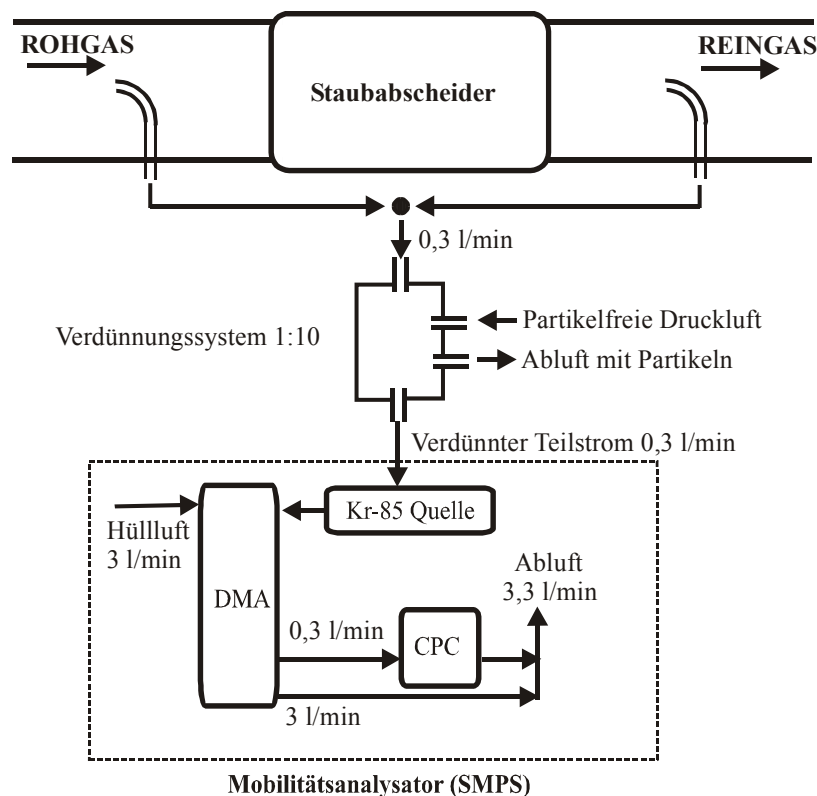 ROHGAS
REINGAS
Staubabscheider
0,3 l/min
Verdünnungssystem 1:10
Partikelfreie Druckluft
Abluft mit Partikeln
Verdünnter Teilstrom 0,3 l/min
Hüllluft
3 l/min
Kr-85 Quelle
DMA
Abluft
3,3 l/min
0,3 l/min
CPC
3 l/min
Mobilitätsanalysator (SMPS)